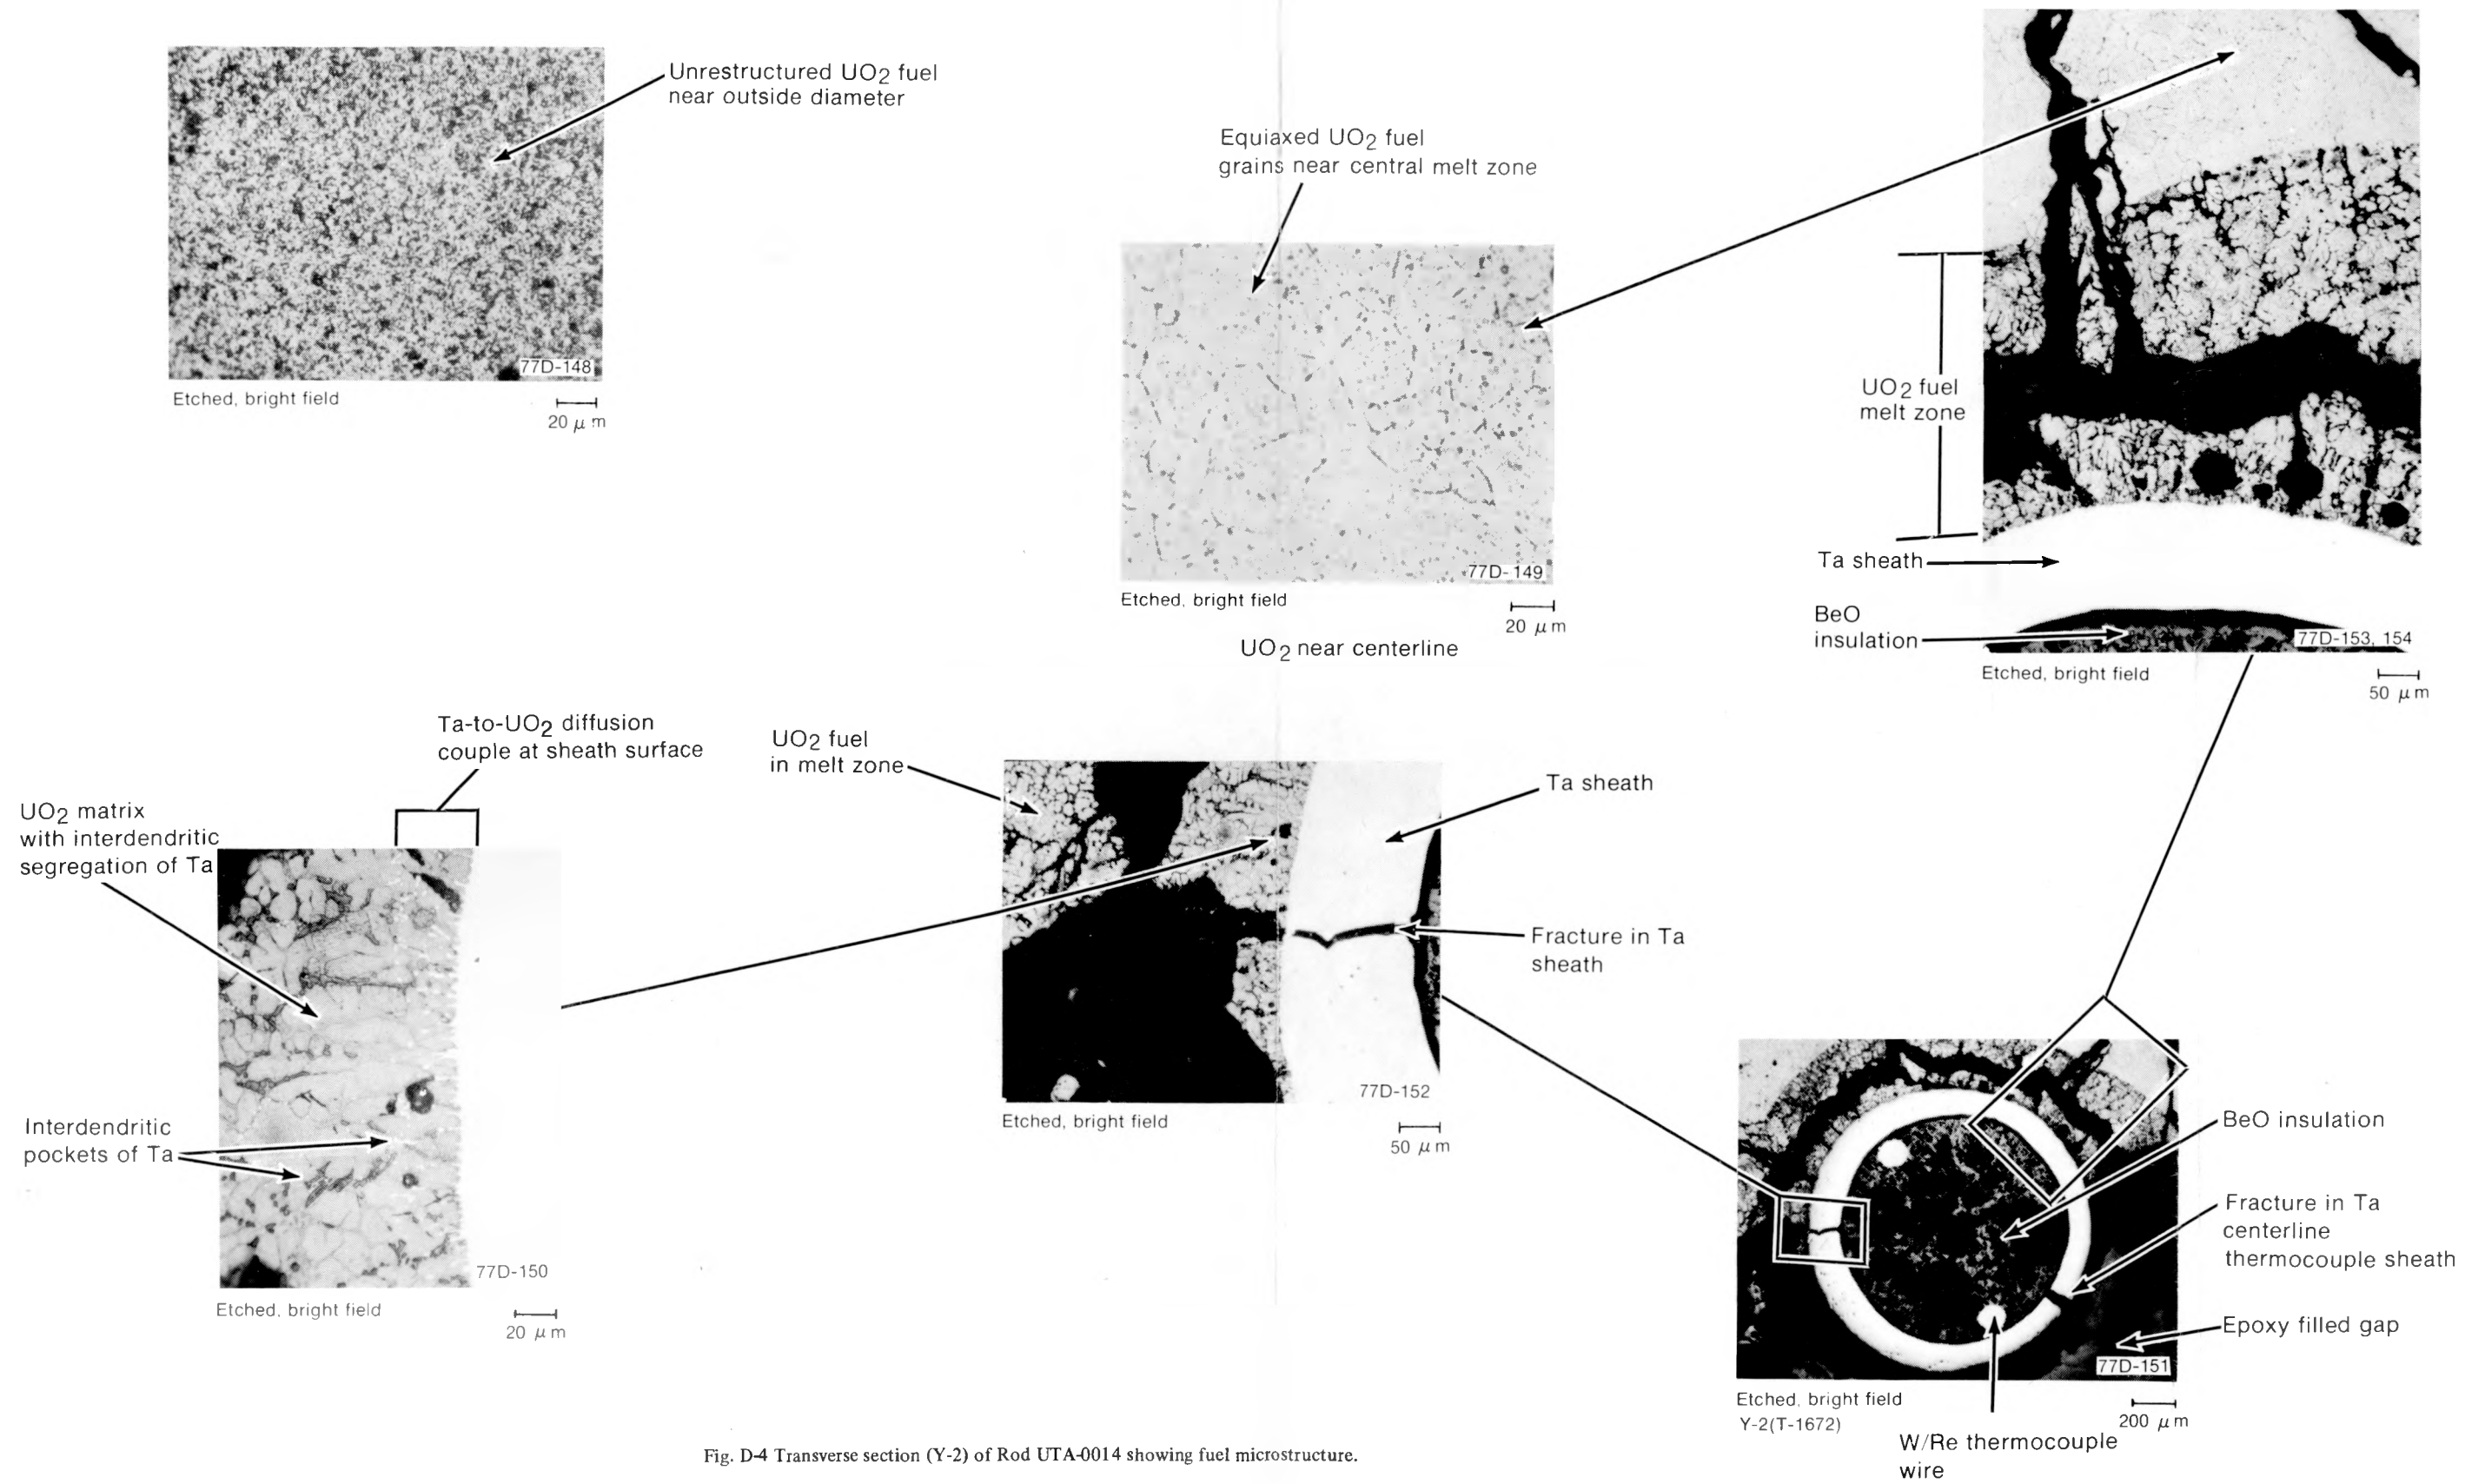 Unrestructured UO2 fuel
near outside diameter
77D-148
Etched, bright field
20 μm
Equiaxed UO2 fuel
grains near central melt zone
77D-149
Etched, bright field
20 μm
UO2 near centerline
UO2 fuel
melt zone
Ta sheath
BeO
insulation
77D-153, 154
Etched, bright field
50 μm
Ta-to-UO2 diffusion
couple at sheath surface
UO2 matrix
with interdendritic
segregation of Ta
Interdendritic
pockets of Ta
77D-150
Etched, bright field
20 μm
UO2 fuel
in melt zone
Ta sheath
Fracture in Ta
sheath
77D-152
Etched, bright field
50 μm
BeO insulation
Fracture in Ta
centerline
thermocouple sheath
Epoxy filled gap
77D-151
Etched, bright field
Y-2(T-1672)
200 μm
W/Re thermocouple
wire
Fig. D-4 Transverse section (Y-2) of Rod UTA-0014 showing fuel microstructure.